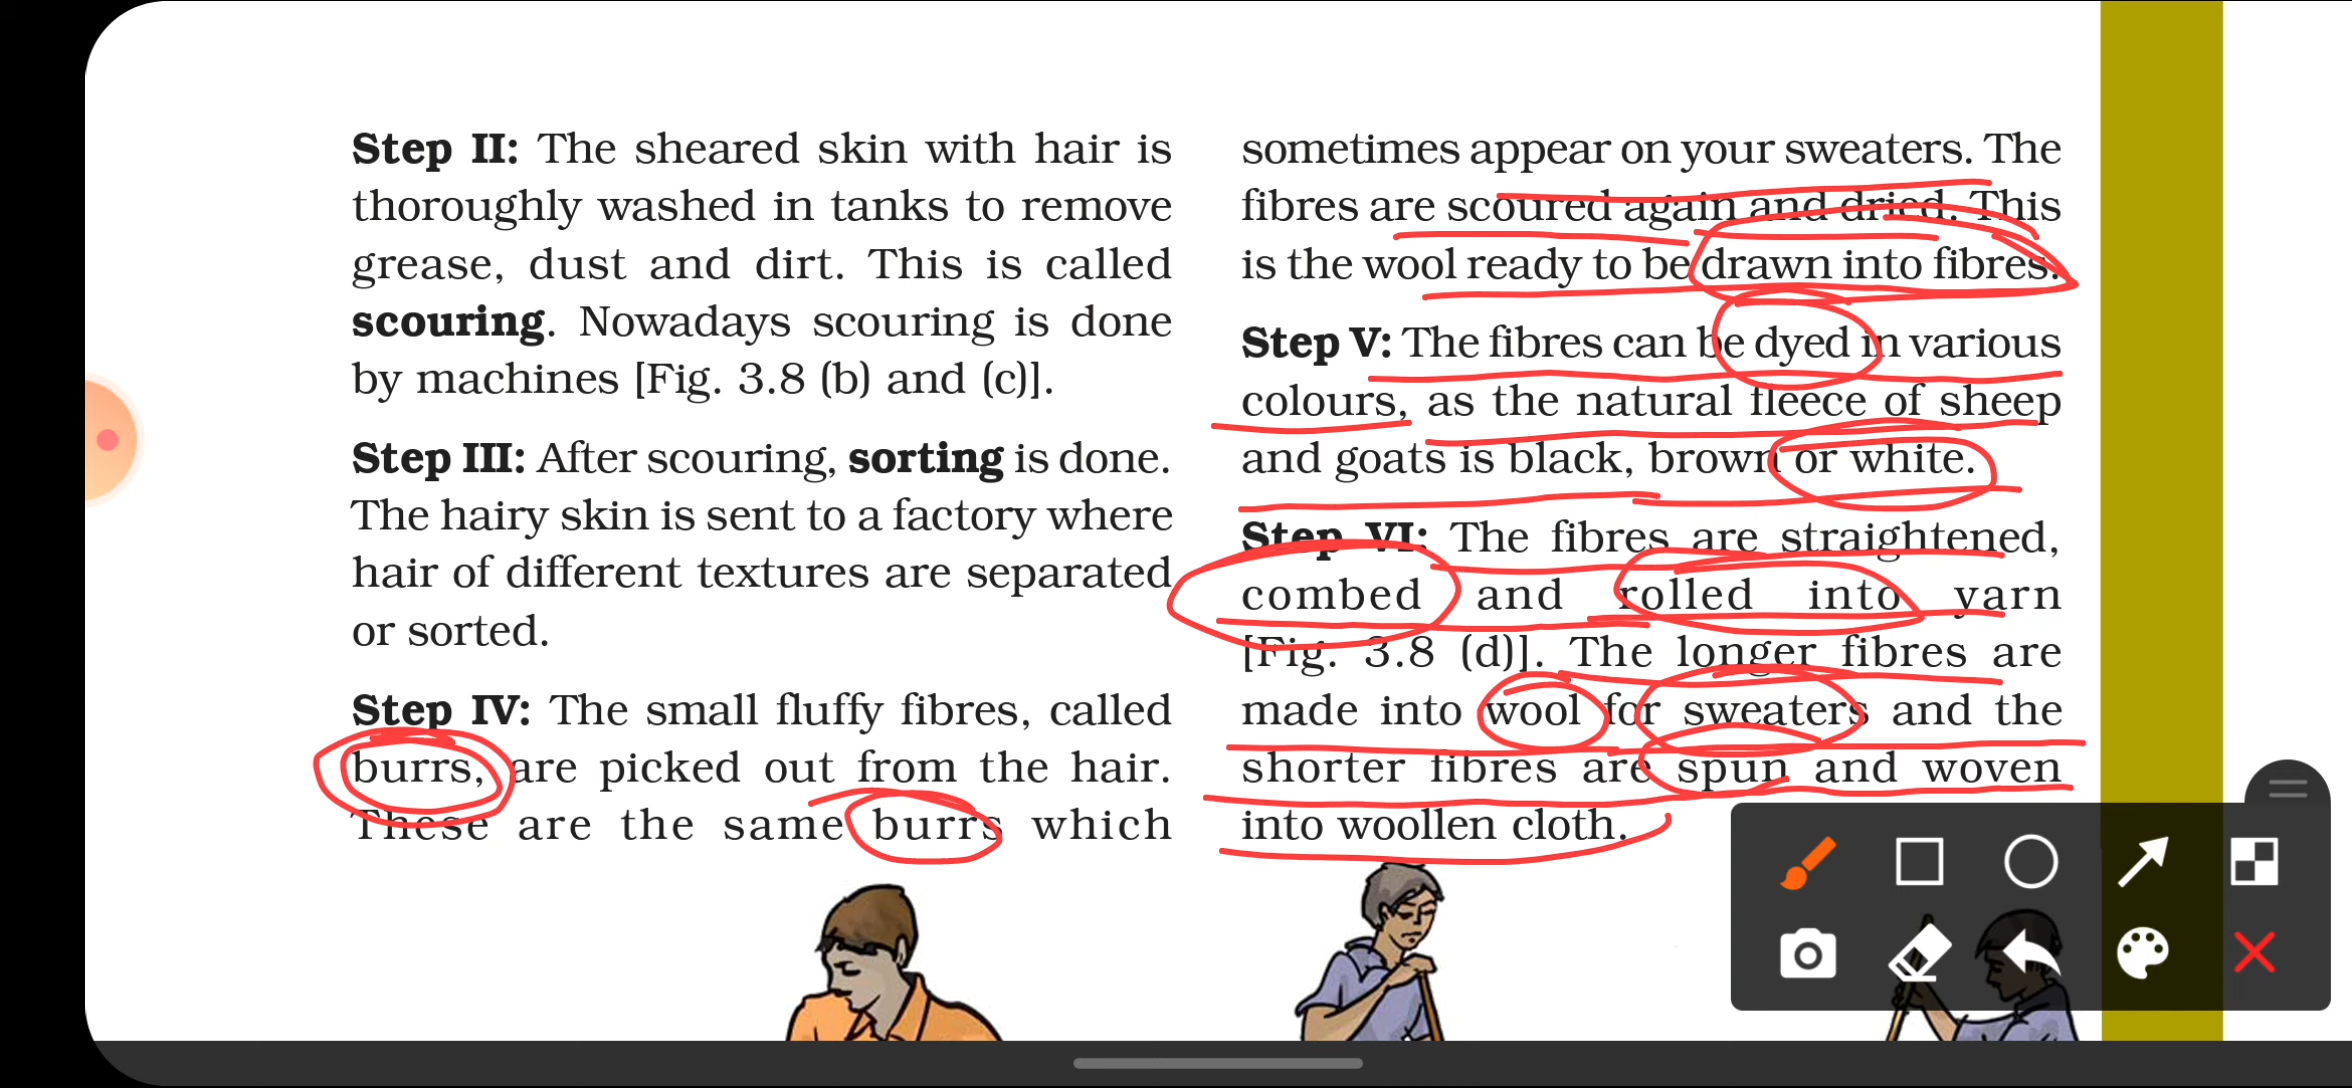 Step II: The sheared skin with hair is
thoroughly washed in tanks to remove
grease, dust and dirt. This is called
scouring. Nowadays scouring is done
by machines [Fig. 3.8 (b) and (c)].
Step III: After scouring, sorting is done.
The hairy skin is sent to a factory where
hair of different textures are separated
or sorted.
Step IV: The small fluffy fibres, called
burrs, are picked out from the hair.
These are the same burrs which
sometimes appear on your sweaters. The
fibres are scoured again and dried. This
is the wool ready to be drawn into fibres.
Step V: The fibres can be dyed in various
colours, as the natural fleece of sheep
and goats is black, brown or white.
Step VI: The fibres are straightened,
combed and rolled into yarn
[Fig. 3.8 (d)]. The longer fibres are
made into wool for sweaters and the
shorter fibres are spun and woven
into woollen cloth.